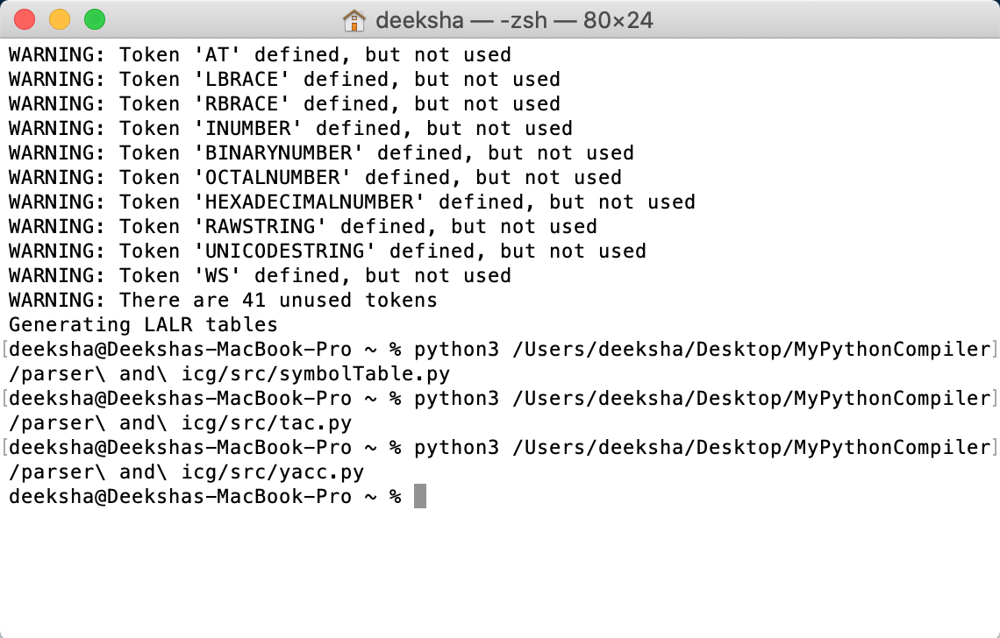 deeksha — -zsh — 80×24
WARNING: Token 'AT' defined, but not used
WARNING: Token 'LBRACE' defined, but not used
WARNING: Token 'RBRACE' defined, but not used
WARNING: Token 'INUMBER' defined, but not used
WARNING: Token 'BINARYNUMBER' defined, but not used
WARNING: Token 'OCTALNUMBER' defined, but not used
WARNING: Token 'HEXADECIMALNUMBER' defined, but not used
WARNING: Token 'RAWSTRING' defined, but not used
WARNING: Token 'UNICODESTRING' defined, but not used
WARNING: Token 'WS' defined, but not used
WARNING: There are 41 unused tokens
Generating LALR tables
[deeksha@Deekshas-MacBook-Pro ~ % python3 /Users/deeksha/Desktop/MyPythonCompiler]
/parser\ and\ icg/src/symbolTable.py
[deeksha@Deekshas-MacBook-Pro ~ % python3 /Users/deeksha/Desktop/MyPythonCompiler]
/parser\ and\ icg/src/tac.py
[deeksha@Deekshas-MacBook-Pro ~ % python3 /Users/deeksha/Desktop/MyPythonCompiler]
/parser\ and\ icg/src/yacc.py
deeksha@Deekshas-MacBook-Pro ~ %